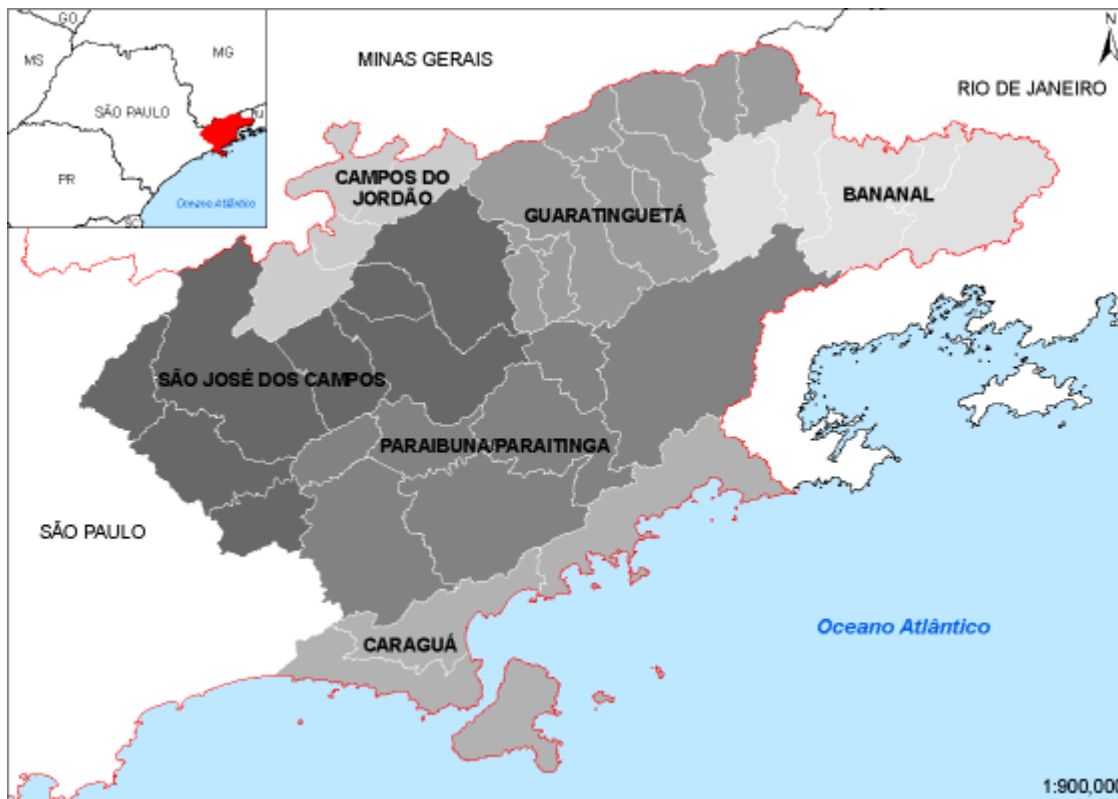 GO
MS
MG
SÃO PAULO
RJ
PR
Oceano Atlântico
MINAS GERAIS
N
RIO DE JANEIRO
CAMPOS DO
JORDÃO
GUARATINGUETÁ
BANANAL
SÃO JOSÉ DOS CAMPOS
PARAIBUNA/PARAITINGA
SÃO PAULO
CARAGUÁ
Oceano Atlântico
1:900,000